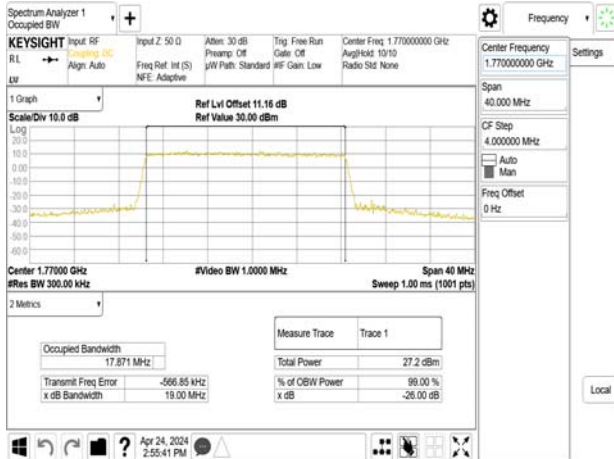 Spectrum Analyzer 1
Occupied BW
Frequency
KEYSIGHT
RL
Input: RF
Coupling: DC
Align: Auto
Input Z: 50 Ω
Freq Ref: Int (S)
NFE: Adaptive
Atten: 30 dB
Preamp: Off
µW Path: Standard
Trig: Free Run
Gate: Off
#IF Gain: Low
Center Freq: 1.770000000 GHz
Avg|Hold: 10/10
Radio Std: None
Center Frequency
1.770000000 GHz
Settings
Span
40.000 MHz
CF Step
4.000000 MHz
Auto
Man
Freq Offset
0 Hz
Local
1 Graph
Scale/Div 10.0 dB
Ref Lvl Offset 11.16 dB
Ref Value 30.00 dBm
Log
20.0
10.0
0.00
-10.0
-20.0
-30.0
-40.0
-50.0
-60.0
Center 1.77000 GHz
#Res BW 300.00 kHz
#Video BW 1.0000 MHz
Span 40 MHz
Sweep 1.00 ms (1001 pts)
2 Metrics
Measure Trace Trace 1
Occupied Bandwidth
17.871 MHz
Total Power 27.2 dBm
Transmit Freq Error -566.85 kHz
% of OBW Power 99.00 %
x dB Bandwidth 19.00 MHz
x dB -26.00 dB
?
Apr 24, 2024
2:55:41 PM